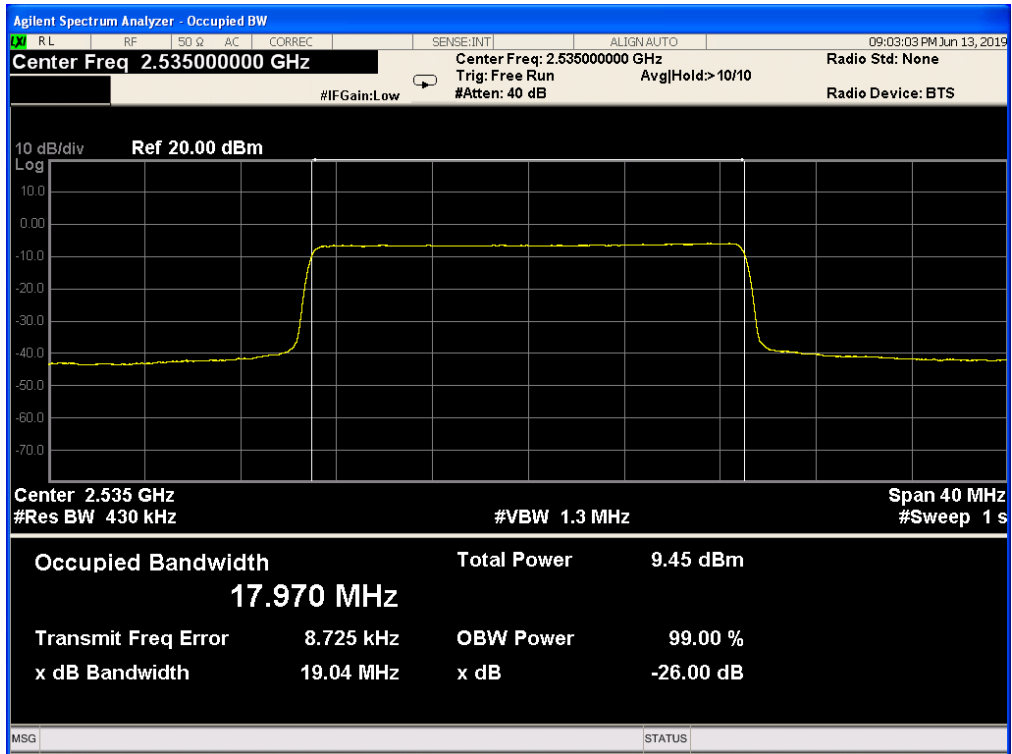 Agilent Spectrum Analyzer - Occupied BW
LXI RL RF 50 Ω AC CORREC SENSE:INT ALIGN AUTO 09:03:03 PM Jun 13, 2019
Center Freq 2.535000000 GHz
Center Freq: 2.535000000 GHz Radio Std: None
Trig: Free Run Avg|Hold:>10/10
#IFGain:Low #Atten: 40 dB Radio Device: BTS
10 dB/div Ref 20.00 dBm
Log
10.0
0.00
-10.0
-20.0
-30.0
-40.0
-50.0
-60.0
-70.0
Center 2.535 GHz Span 40 MHz
#Res BW 430 kHz #VBW 1.3 MHz #Sweep 1 s
Occupied Bandwidth Total Power 9.45 dBm
17.970 MHz
Transmit Freq Error 8.725 kHz OBW Power 99.00 %
x dB Bandwidth 19.04 MHz x dB -26.00 dB
MSG STATUS